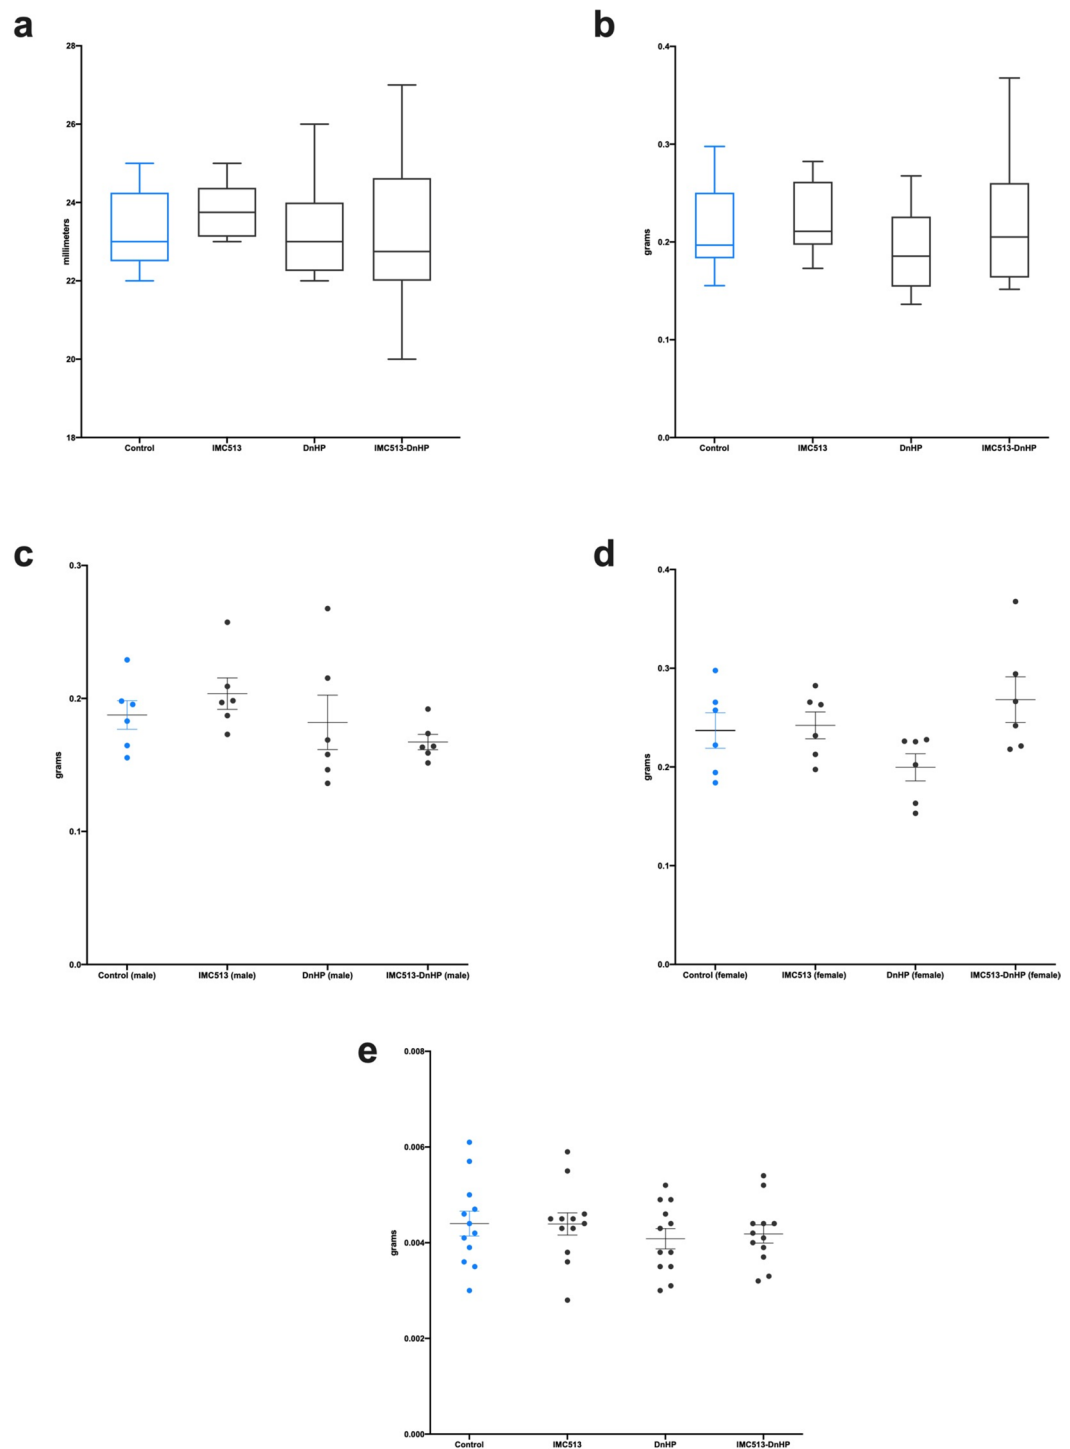 a
28
26
24
22
20
18
millimeters
Control
IMC513
DnHP
IMC513-DnHP
b
0.4
0.3
0.2
0.1
0.0
grams
Control
IMC513
DnHP
IMC513-DnHP
c
0.3
0.2
0.1
0.0
grams
Control (male)
IMC513 (male)
DnHP (male)
IMC513-DnHP (male)
d
0.4
0.3
0.2
0.1
0.0
grams
Control (female)
IMC513 (female)
DnHP (female)
IMC513-DnHP (female)
e
0.008
0.006
0.004
0.002
0.000
grams
Control
IMC513
DnHP
IMC513-DnHP